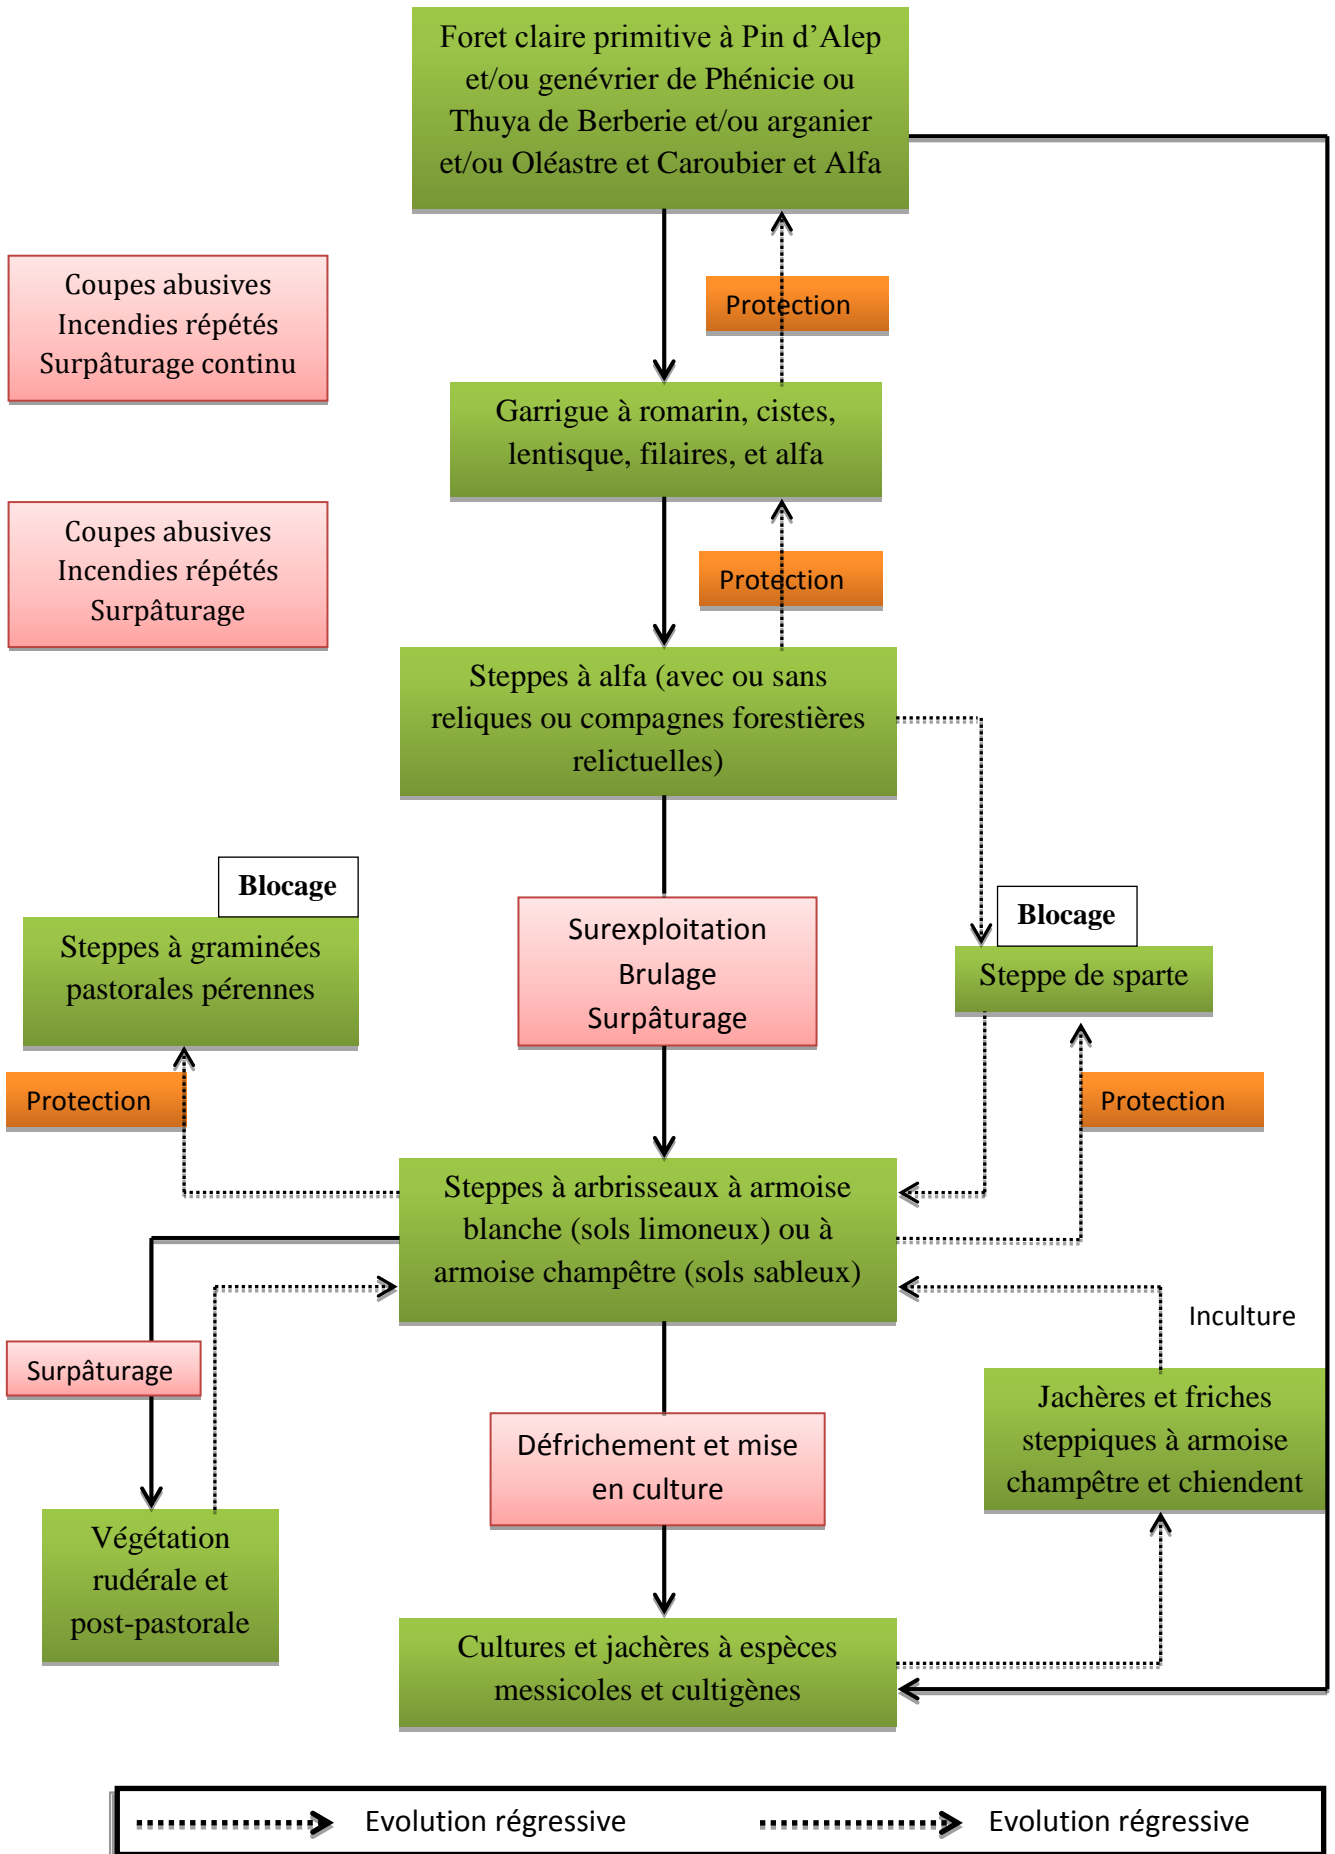 Foret claire primitive à Pin d’Alep
et/ou genévrier de Phénicie ou
Thuya de Berberie et/ou arganier
et/ou Oléastre et Caroubier et Alfa
Coupes abusives
Incendies répétés
Surpâturage continu
Protection
Garrigue à romarin, cistes,
lentisque, filaires, et alfa
Coupes abusives
Incendies répétés
Surpâturage
Protection
Steppes à alfa (avec ou sans
reliques ou compagnes forestières
relictuelles)
Blocage
Steppes à graminées
pastorales pérennes
Surexploitation
Brulage
Surpâturage
Blocage
Steppe de sparte
Protection
Protection
Steppes à arbrisseaux à armoise
blanche (sols limoneux) ou à
armoise champêtre (sols sableux)
Inculture
Surpâturage
Jachères et friches
steppiques à armoise
champêtre et chiendent
Défrichement et mise
en culture
Végétation
rudérale et
post-pastorale
Cultures et jachères à espèces
messicoles et cultigènes
Evolution régressive
Evolution régressive